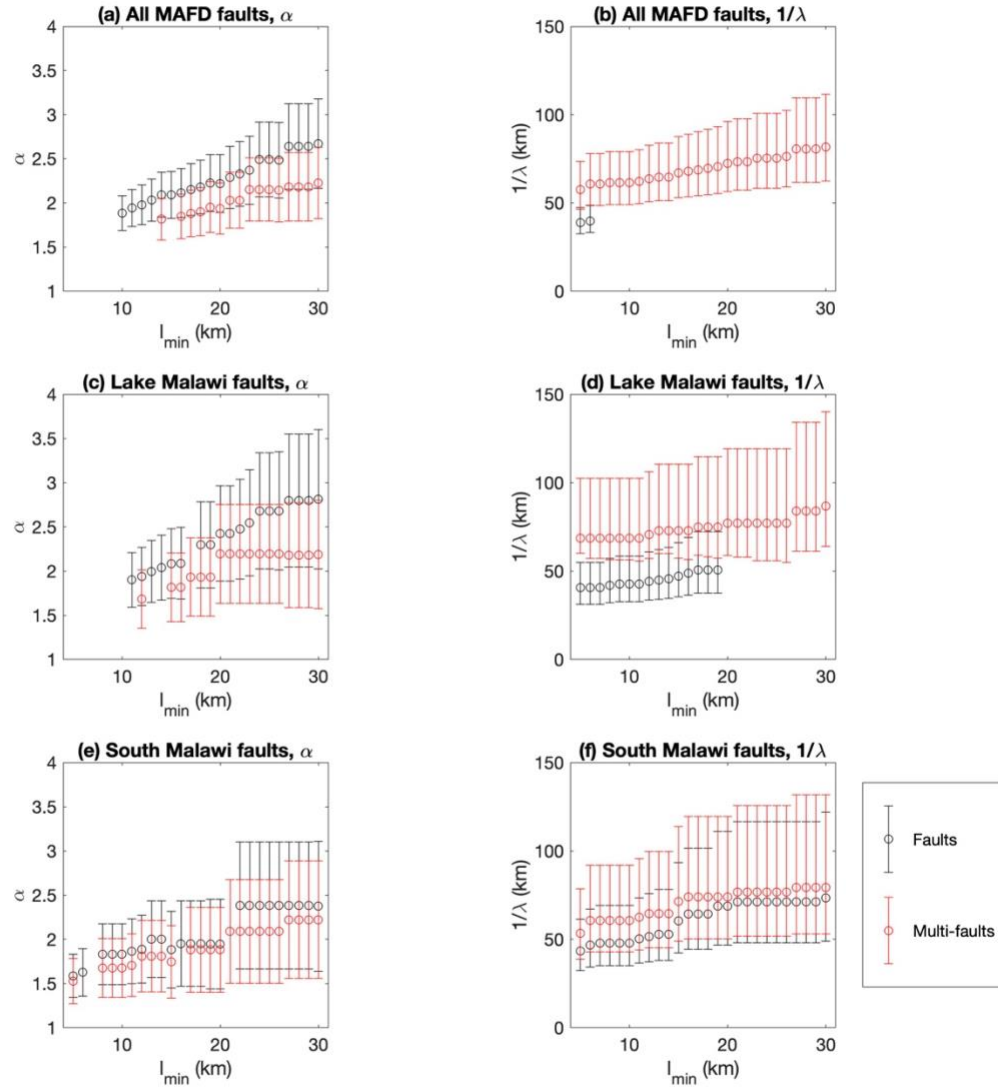 (a) All MAFD faults, α
4
3.5
3
2.5
2
1.5
1
α
10
20
30
l_min (km)
(b) All MAFD faults, 1/λ
150
100
50
0
1/λ (km)
10
20
30
l_min (km)
(c) Lake Malawi faults, α
4
3.5
3
2.5
2
1.5
1
α
10
20
30
l_min (km)
(d) Lake Malawi faults, 1/λ
150
100
50
0
1/λ (km)
10
20
30
l_min (km)
(e) South Malawi faults, α
4
3.5
3
2.5
2
1.5
1
α
10
20
30
l_min (km)
(f) South Malawi faults, 1/λ
150
100
50
0
1/λ (km)
10
20
30
l_min (km)
Faults
Multi-faults